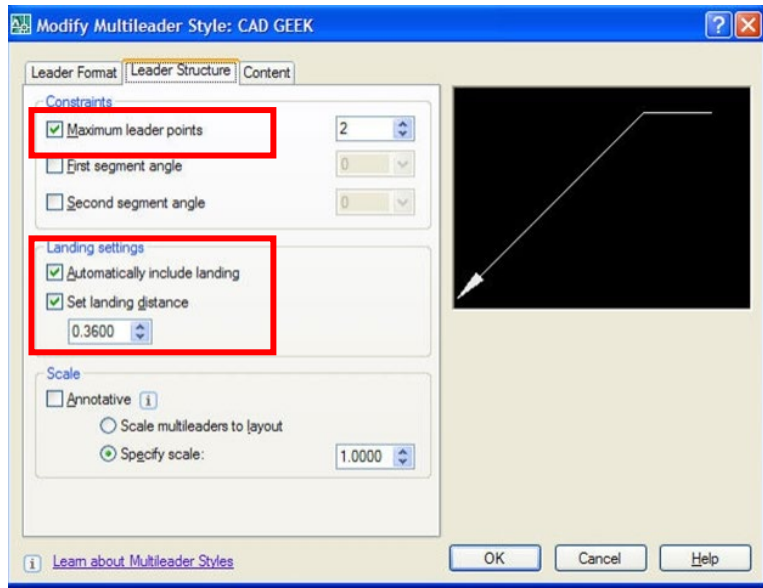 Modify Multileader Style: CAD GEEK
Leader Format Leader Structure Content
Constraints
Maximum leader points 2
First segment angle 0
Second segment angle 0
Landing settings
Automatically include landing
Set landing distance
0.3600
Scale
Annotative i
Scale multileaders to layout
Specify scale: 1.0000
i Learn about Multileader Styles OK Cancel Help